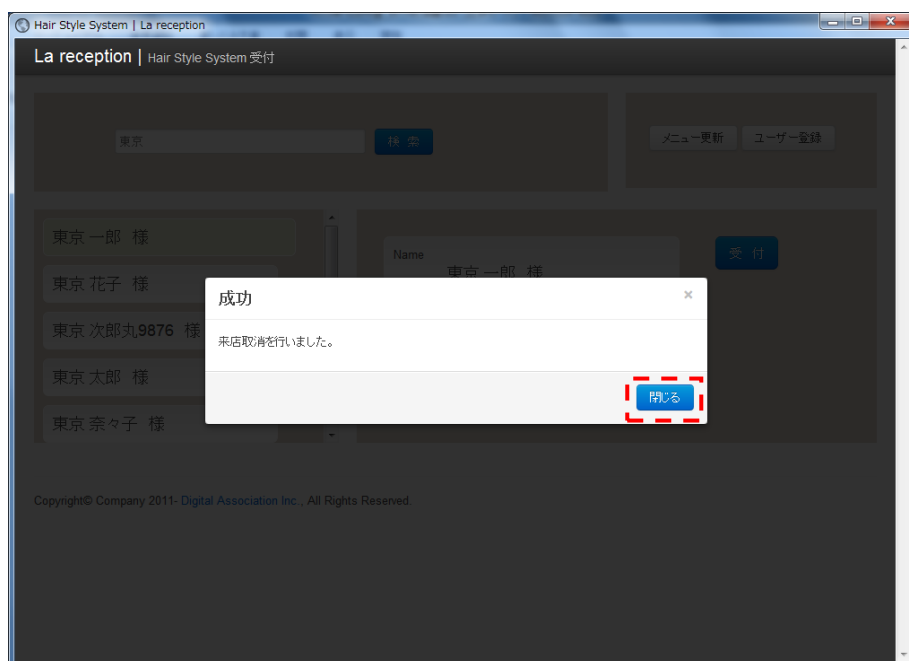 Hair Style System | La reception
La reception | Hair Style System 受付
東京
検 索
メニュー更新
ユーザー登録
東京 一郎 様
東京 花子 様
東京 次郎丸9876 様
東京 太郎 様
東京 奈々子 様
Name
東京 一郎 様
受 付
成功
×
来店取消を行いました。
閉じる
Copyright© Company 2011- Digital Association Inc., All Rights Reserved.